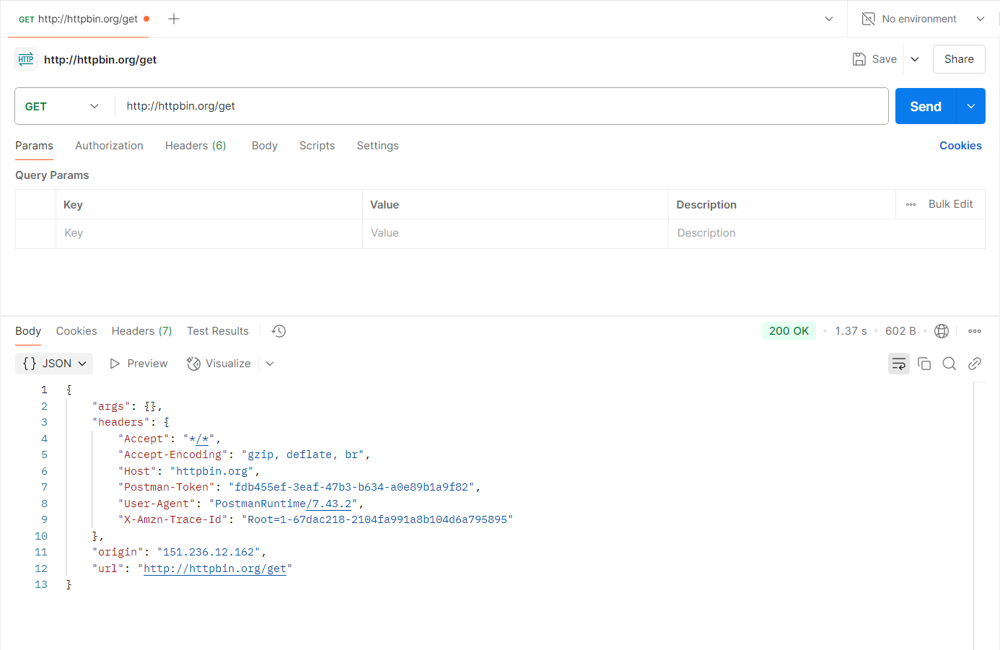 GET http://httpbin.org/get
No environment
HTTP http://httpbin.org/get
Save
Share
GET http://httpbin.org/get
Send
Params Authorization Headers (6) Body Scripts Settings
Cookies
Query Params
Key Value Description Bulk Edit
Key Value Description
Body Cookies Headers (7) Test Results
200 OK • 1.37 s • 602 B
{} JSON Preview Visualize
1 {
2 "args": {},
3 "headers": {
4 "Accept": "*/*",
5 "Accept-Encoding": "gzip, deflate, br",
6 "Host": "httpbin.org",
7 "Postman-Token": "fdb455ef-3eaf-47b3-b634-a0e89b1a9f82",
8 "User-Agent": "PostmanRuntime/7.43.2",
9 "X-Amzn-Trace-Id": "Root=1-67dac218-2104fa991a8b104d6a795895"
10 },
11 "origin": "151.236.12.162",
12 "url": "http://httpbin.org/get"
13 }